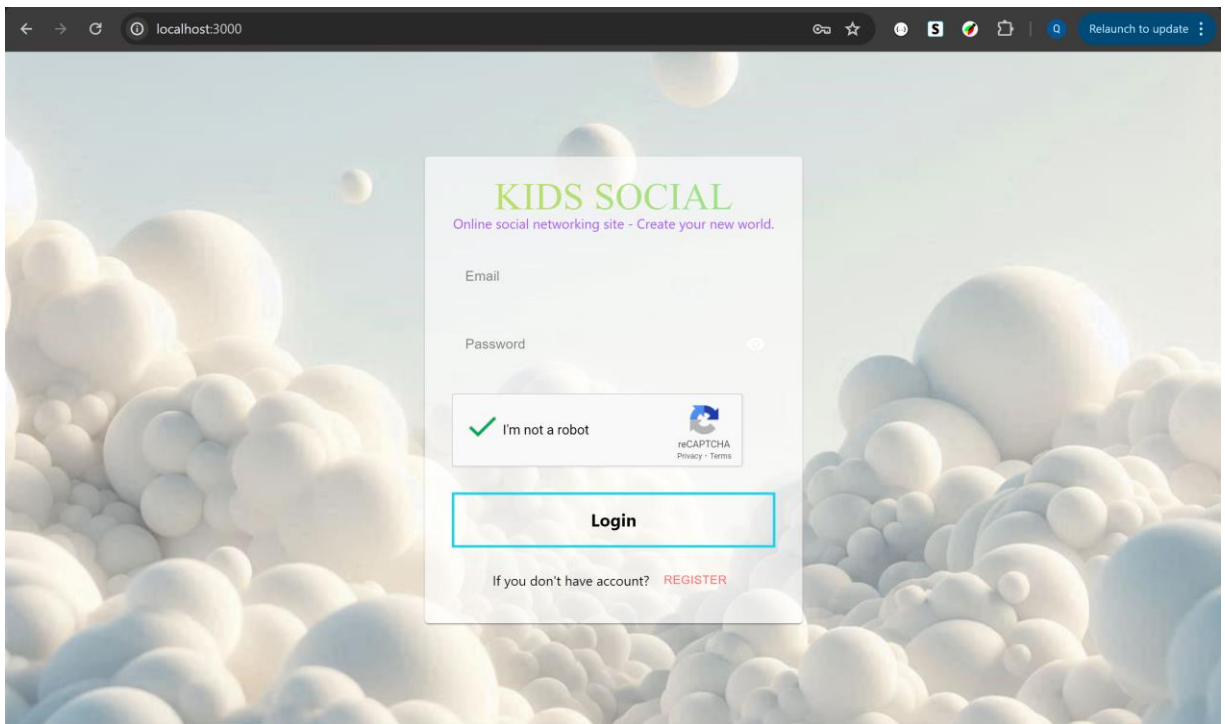 localhost:3000
S
Q
Relaunch to update
KIDS SOCIAL
Online social networking site - Create your new world.
Email
Password
I'm not a robot
reCAPTCHA
Privacy - Terms
Login
If you don't have account? REGISTER